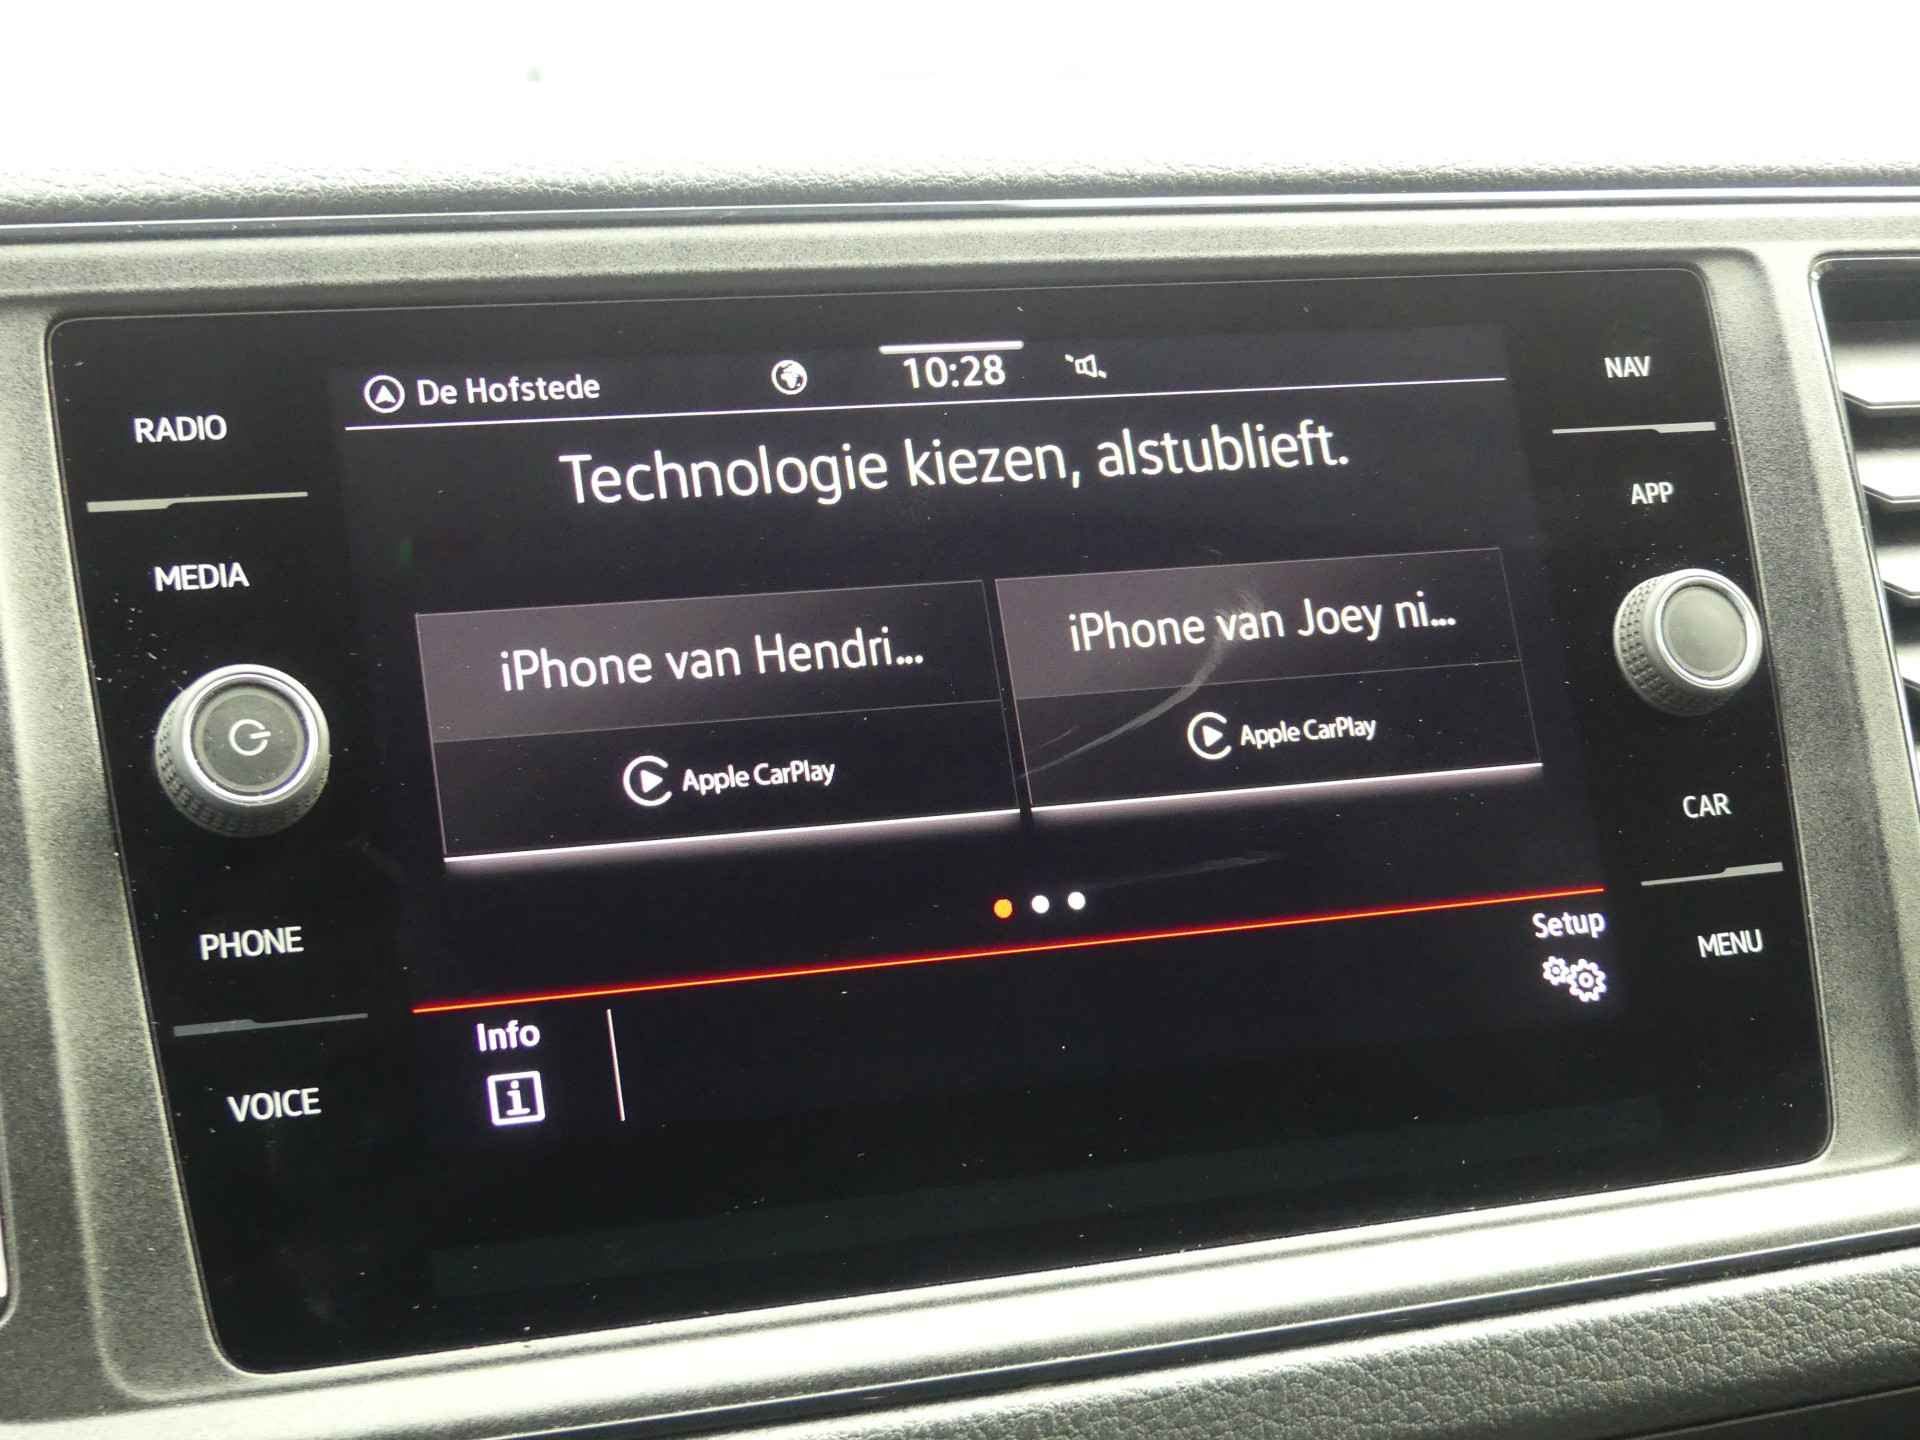 De Hofstede
10:28
Technologie kiezen, alstublieft.
iPhone van Hendri...
Apple CarPlay
iPhone van Joey ni...
Apple CarPlay
Info
Setup
RADIO
MEDIA
PHONE
VOICE
NAV
APP
CAR
MENU